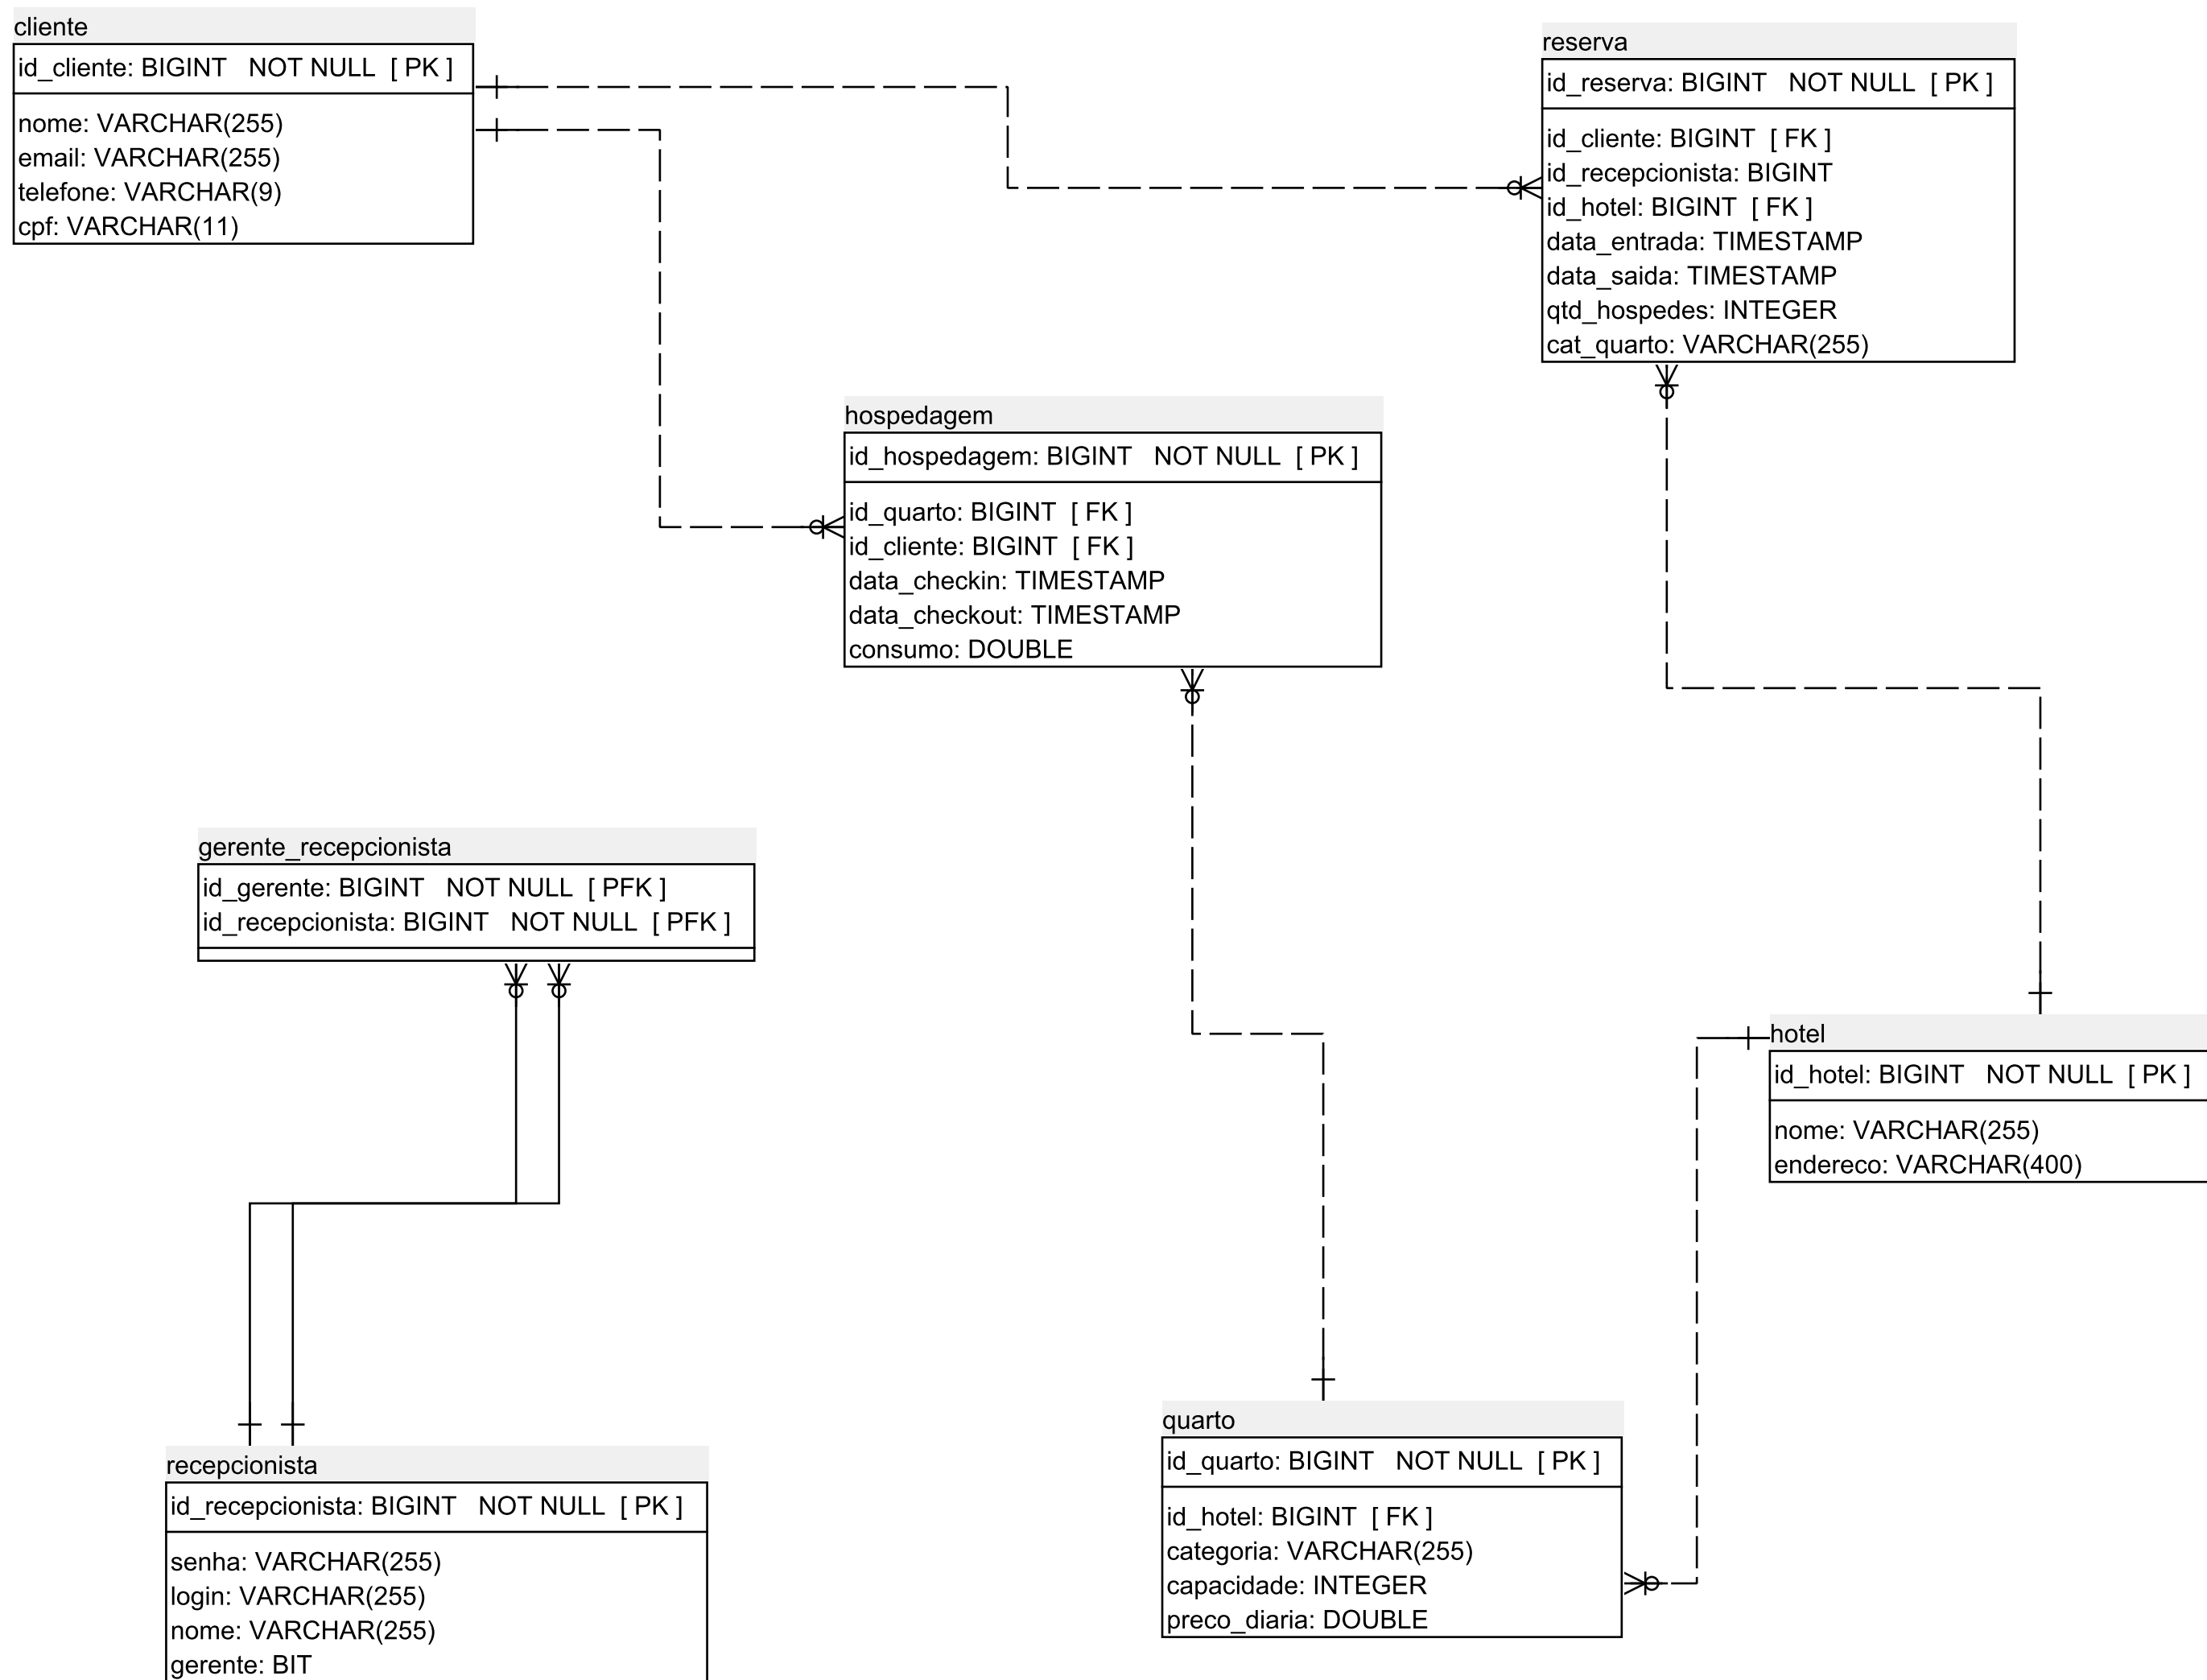 cliente
id_cliente: BIGINT NOT NULL [ PK ]
nome: VARCHAR(255)
email: VARCHAR(255)
telefone: VARCHAR(9)
cpf: VARCHAR(11)
reserva
id_reserva: BIGINT NOT NULL [ PK ]
id_cliente: BIGINT [ FK ]
id_recepcionista: BIGINT
id_hotel: BIGINT [ FK ]
data_entrada: TIMESTAMP
data_saida: TIMESTAMP
qtd_hospedes: INTEGER
cat_quarto: VARCHAR(255)
hospedagem
id_hospedagem: BIGINT NOT NULL [ PK ]
id_quarto: BIGINT [ FK ]
id_cliente: BIGINT [ FK ]
data_checkin: TIMESTAMP
data_checkout: TIMESTAMP
consumo: DOUBLE
gerente_recepcionista
id_gerente: BIGINT NOT NULL [ PFK ]
id_recepcionista: BIGINT NOT NULL [ PFK ]
hotel
id_hotel: BIGINT NOT NULL [ PK ]
nome: VARCHAR(255)
endereco: VARCHAR(400)
recepcionista
id_recepcionista: BIGINT NOT NULL [ PK ]
senha: VARCHAR(255)
login: VARCHAR(255)
nome: VARCHAR(255)
gerente: BIT
quarto
id_quarto: BIGINT NOT NULL [ PK ]
id_hotel: BIGINT [ FK ]
categoria: VARCHAR(255)
capacidade: INTEGER
preco_diaria: DOUBLE